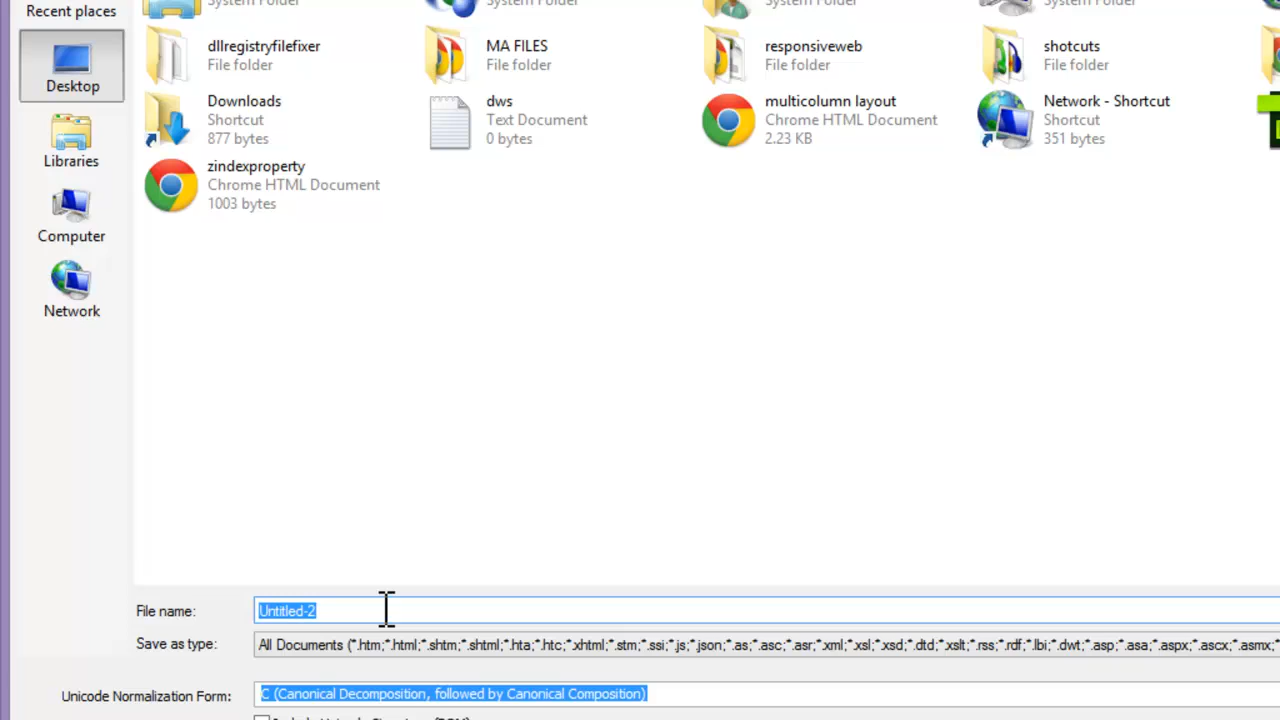 Recent places
System Folder
System Folder
System Folder
System Folder
Desktop
dllregistryfilefixer
File folder
MA FILES
File folder
responsiveweb
File folder
shotcuts
File folder
Downloads
Shortcut
877 bytes
dws
Text Document
0 bytes
multicolumn layout
Chrome HTML Document
2.23 KB
Network - Shortcut
Shortcut
351 bytes
Libraries
zindexproperty
Chrome HTML Document
1003 bytes
Computer
Network
File name: Untitled-2
Save as type: All Documents (*.htm;*.html;*.shtm;*.shtml;*.hta;*.htc;*.xhtml;*.stm;*.ssi;*.js;*.json;*.as;*.asc;*.asr;*.xml;*.xsl;*.xsd;*.dtd;*.xslt;*.rss;*.rdf;*.lbi;*.dwt;*.asp;*.asa;*.aspx;*.ascx;*.asmx;*
Unicode Normalization Form: C (Canonical Decomposition, followed by Canonical Composition)